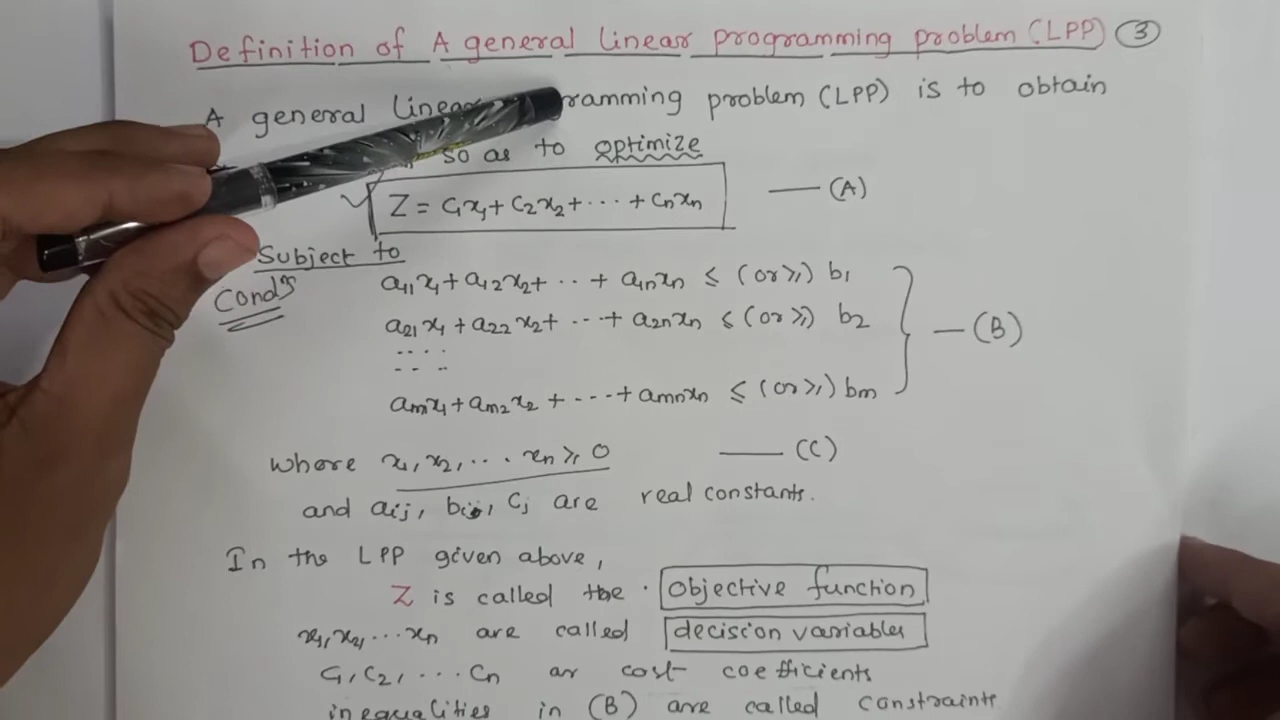 Definition of A general linear programming problem (LPP) 3
A general linear programming problem (LPP) is to obtain
so as to optimize
Z = c₁x₁ + c₂x₂ + ... + cₙxₙ — (A)
Subject to
Condⁿs
a₁₁x₁ + a₁₂x₂ + ... + a₁ₙxₙ ≤ (or ≥) b₁
a₂₁x₁ + a₂₂x₂ + ... + a₂ₙxₙ ≤ (or ≥) b₂ — (B)
....
....
aₘ₁x₁ + aₘ₂x₂ + ... + aₘₙxₙ ≤ (or ≥) bₘ
where x₁, x₂, ... xₙ ≥ 0 — (C)
and aᵢⱼ, bᵢ, cⱼ are real constants.
In the LPP given above,
Z is called the objective function
x₁, x₂, ... xₙ are called decision variables
c₁, c₂, ... cₙ ar cost coefficients
inequalities in (B) are called constraints